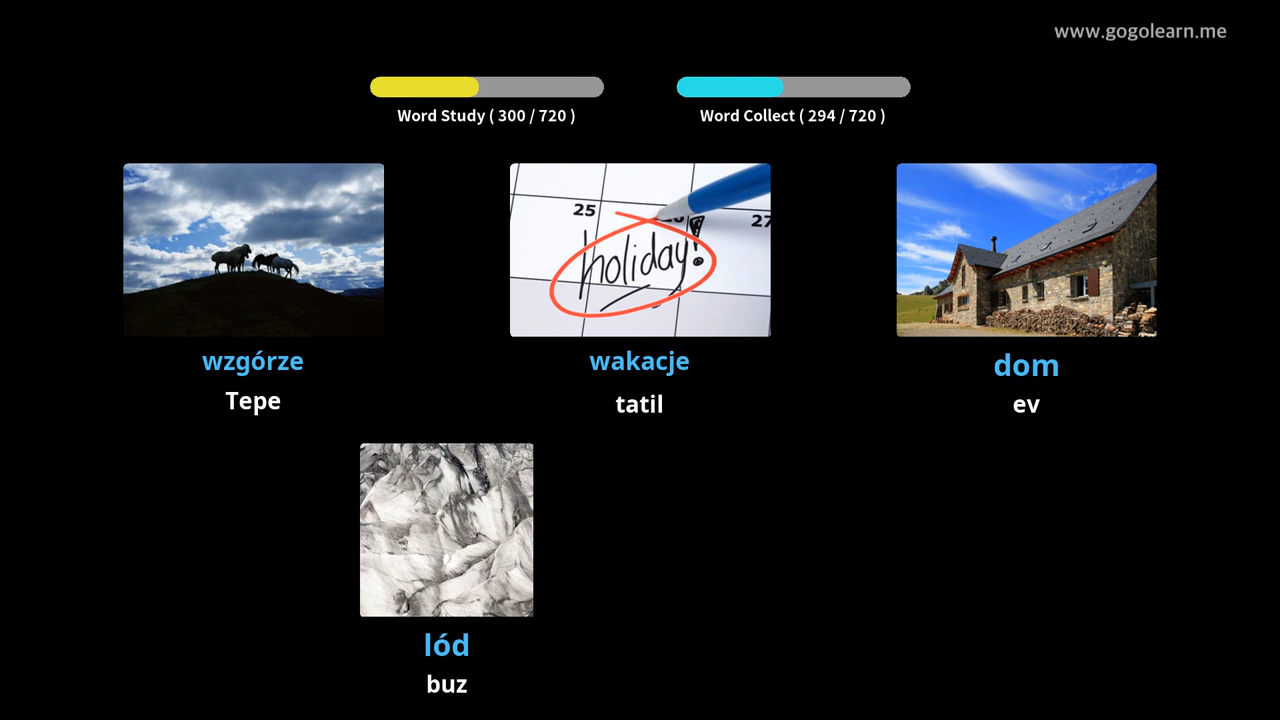 www.gogolearn.me
Word Study ( 300 / 720 )
Word Collect ( 294 / 720 )
25
27
holiday!
wzgórze
wakacje
dom
Tepe
tatil
ev
lód
buz